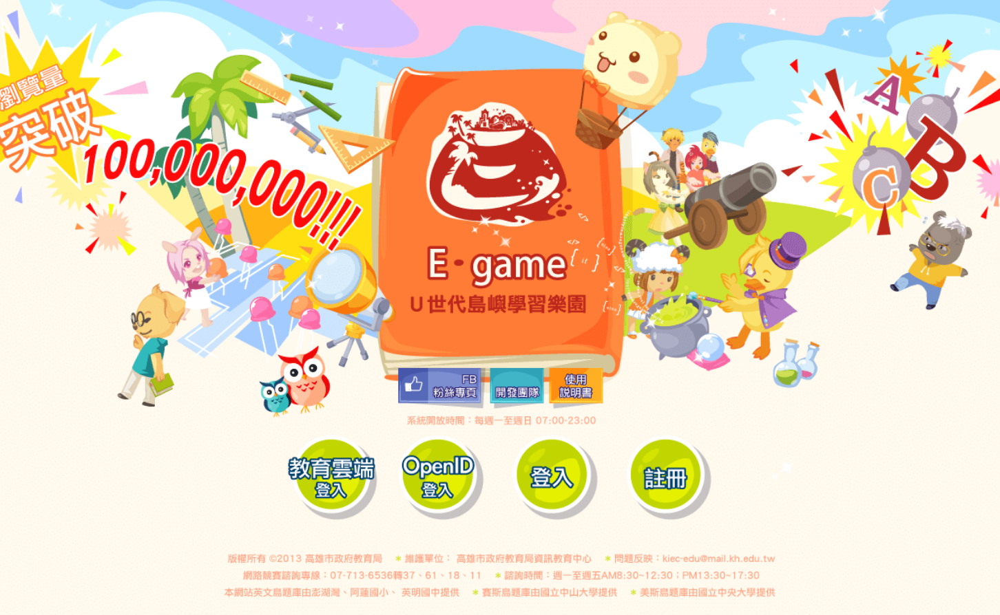 瀏覽量
突破
100,000,000!!!
A
B
C
E·game
U世代島嶼學習樂園
</>
</>
</>
{else}
{ if }
{else}
FB
粉絲專頁
開發團隊
使用
說明書
系統開放時間：每週一至週日 07:00-23:00
教育雲端
登入
OpenID
登入
登入
註冊
版權所有 ©2013 高雄市政府教育局 *維護單位： 高雄市政府教育局資訊教育中心 *問題反映：kiec-edu@mail.kh.edu.tw
網路競賽諮詢專線：07-713-6536轉37、61、18、11 *諮詢時間：週一至週五AM8:30~12:30；PM13:30~17:30
本網站英文島題庫由澎湖灣、阿蓮國小、 英明國中提供 *賽斯島題庫由國立中山大學提供 *美斯島題庫由國立中央大學提供